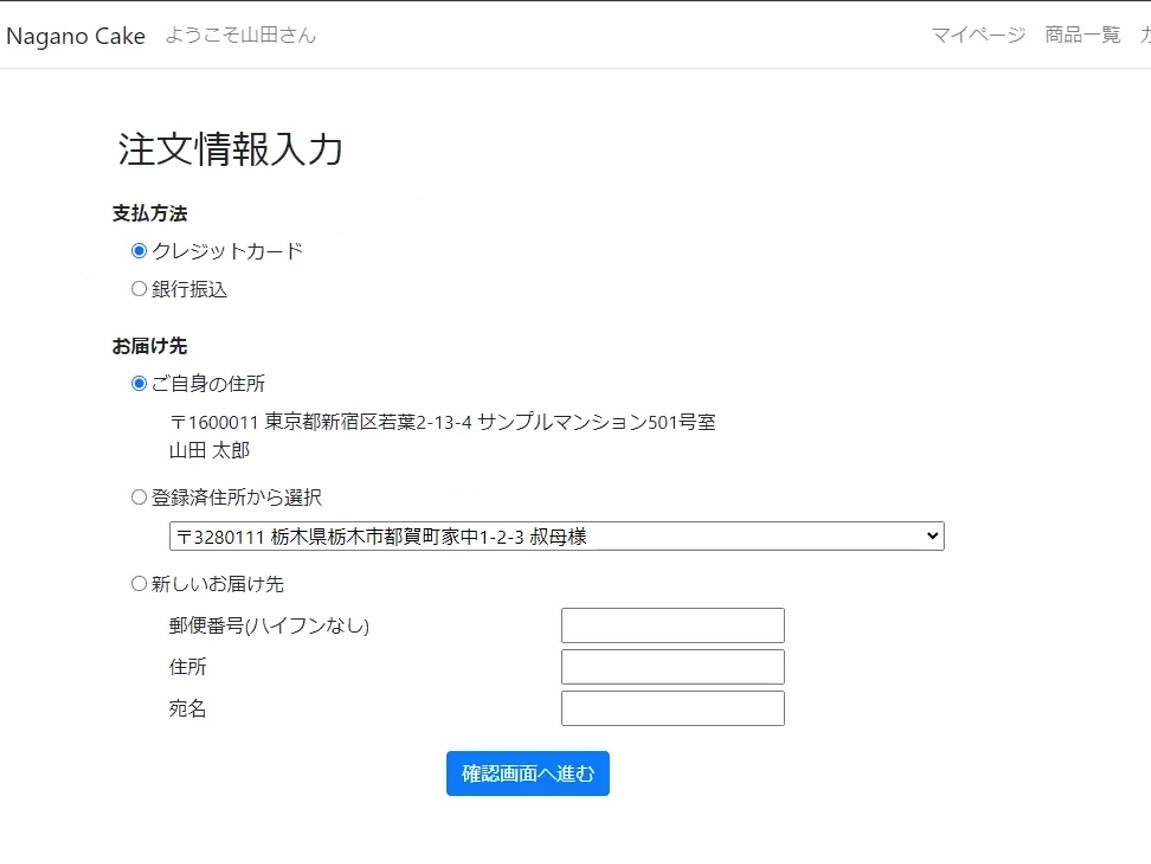 Nagano Cake ようこそ山田さん マイページ 商品一覧
注文情報入力
支払方法
クレジットカード
銀行振込
お届け先
ご自身の住所
〒1600011 東京都新宿区若葉2-13-4 サンプルマンション501号室
山田 太郎
登録済住所から選択
〒3280111 栃木県栃木市都賀町家中1-2-3 叔母様
新しいお届け先
郵便番号(ハイフンなし)
住所
宛名
確認画面へ進む